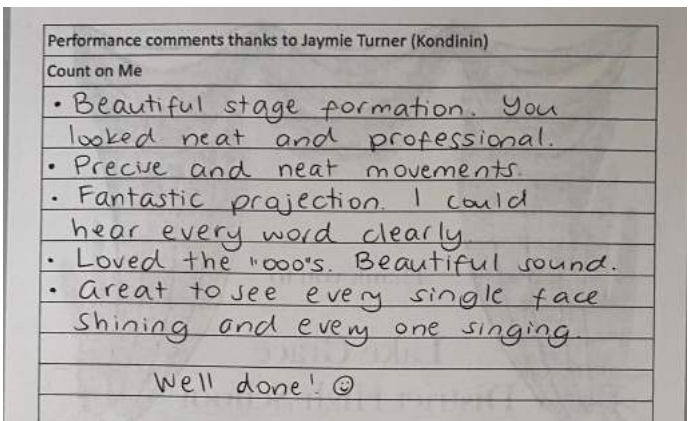 Performance comments thanks to Jaymie Turner (Kondinin)
Count on Me
• Beautiful stage formation. You
looked neat and professional.
• Precise and neat movements.
• Fantastic projection. I could
hear every word clearly.
• Loved the "ooo"s. Beautiful sound.
• Great to see every single face
shining and every one singing.
Well done! ☺